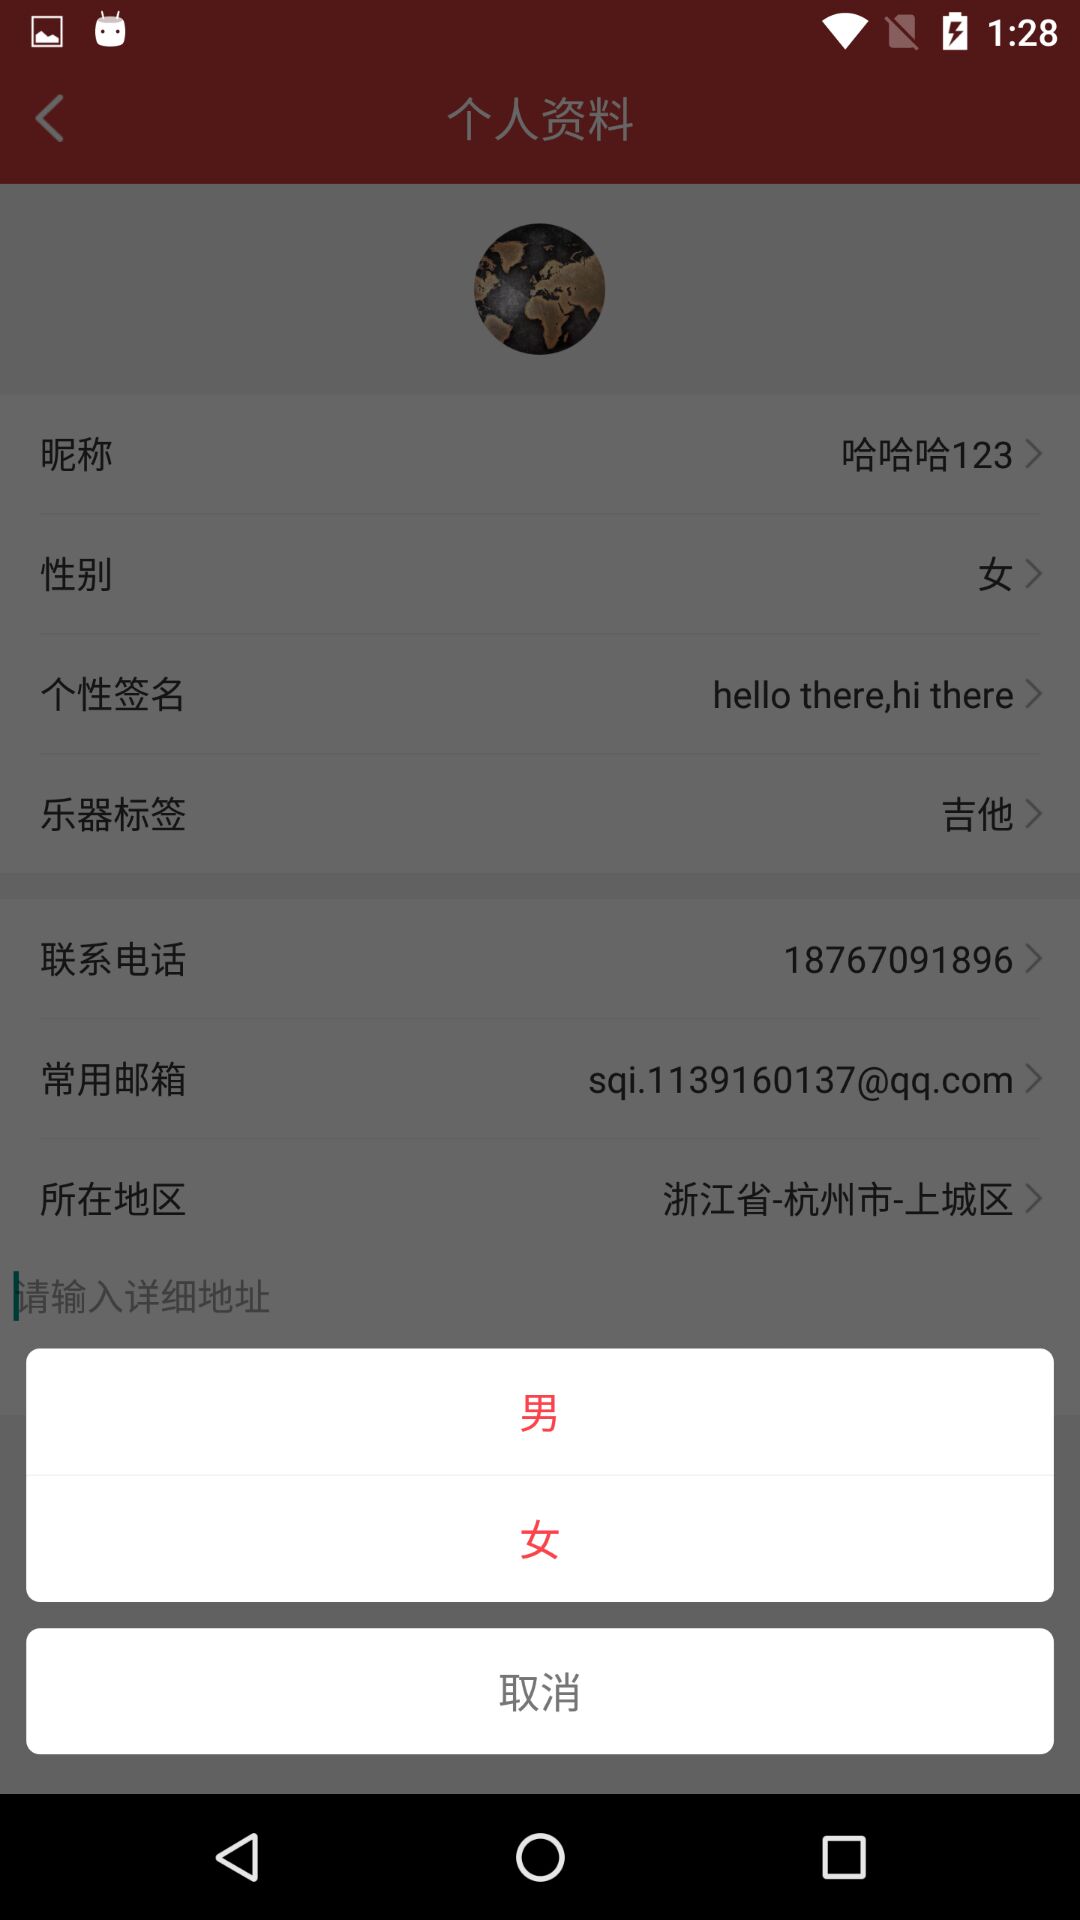 1:28
个人资料
昵称 哈哈哈123
性别 女
个性签名 hello there,hi there
乐器标签 吉他
联系电话 18767091896
常用邮箱 sqi.1139160137@qq.com
所在地区 浙江省-杭州市-上城区
请输入详细地址
男
女
取消